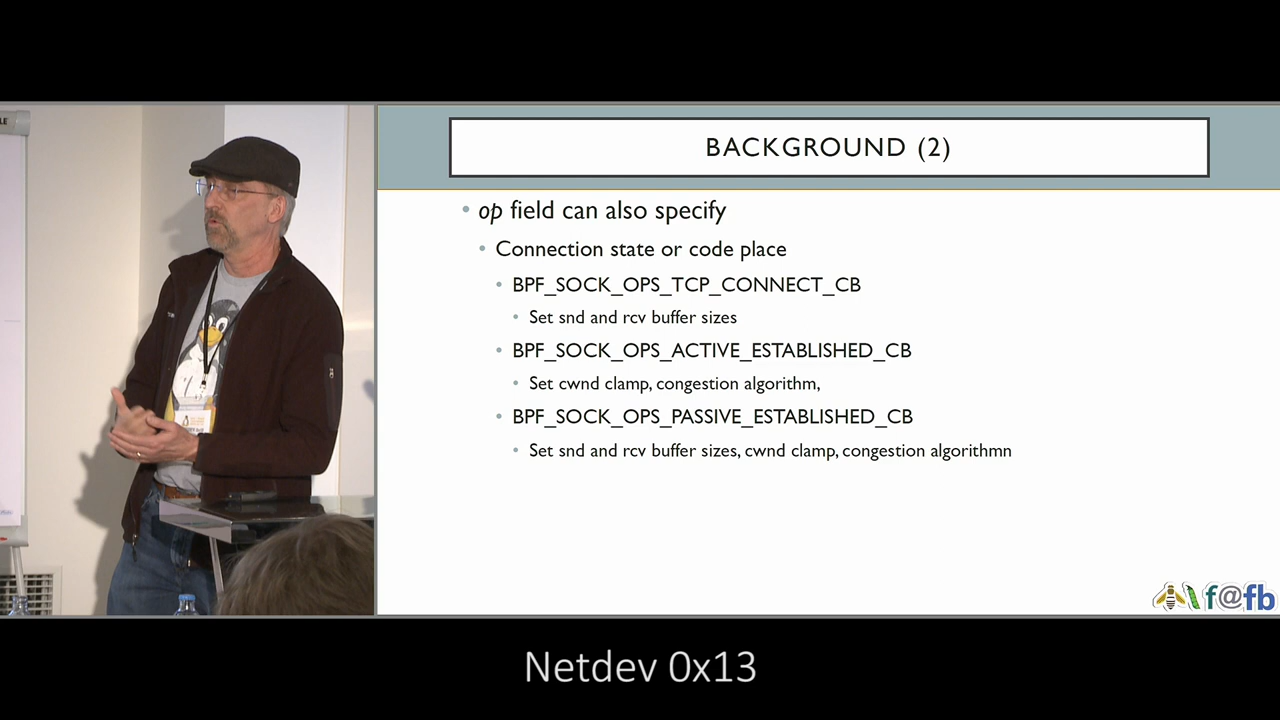 BACKGROUND (2)
• op field can also specify
• Connection state or code place
• BPF_SOCK_OPS_TCP_CONNECT_CB
• Set snd and rcv buffer sizes
• BPF_SOCK_OPS_ACTIVE_ESTABLISHED_CB
• Set cwnd clamp, congestion algorithm,
• BPF_SOCK_OPS_PASSIVE_ESTABLISHED_CB
• Set snd and rcv buffer sizes, cwnd clamp, congestion algorithmn
f@fb
Netdev 0x13